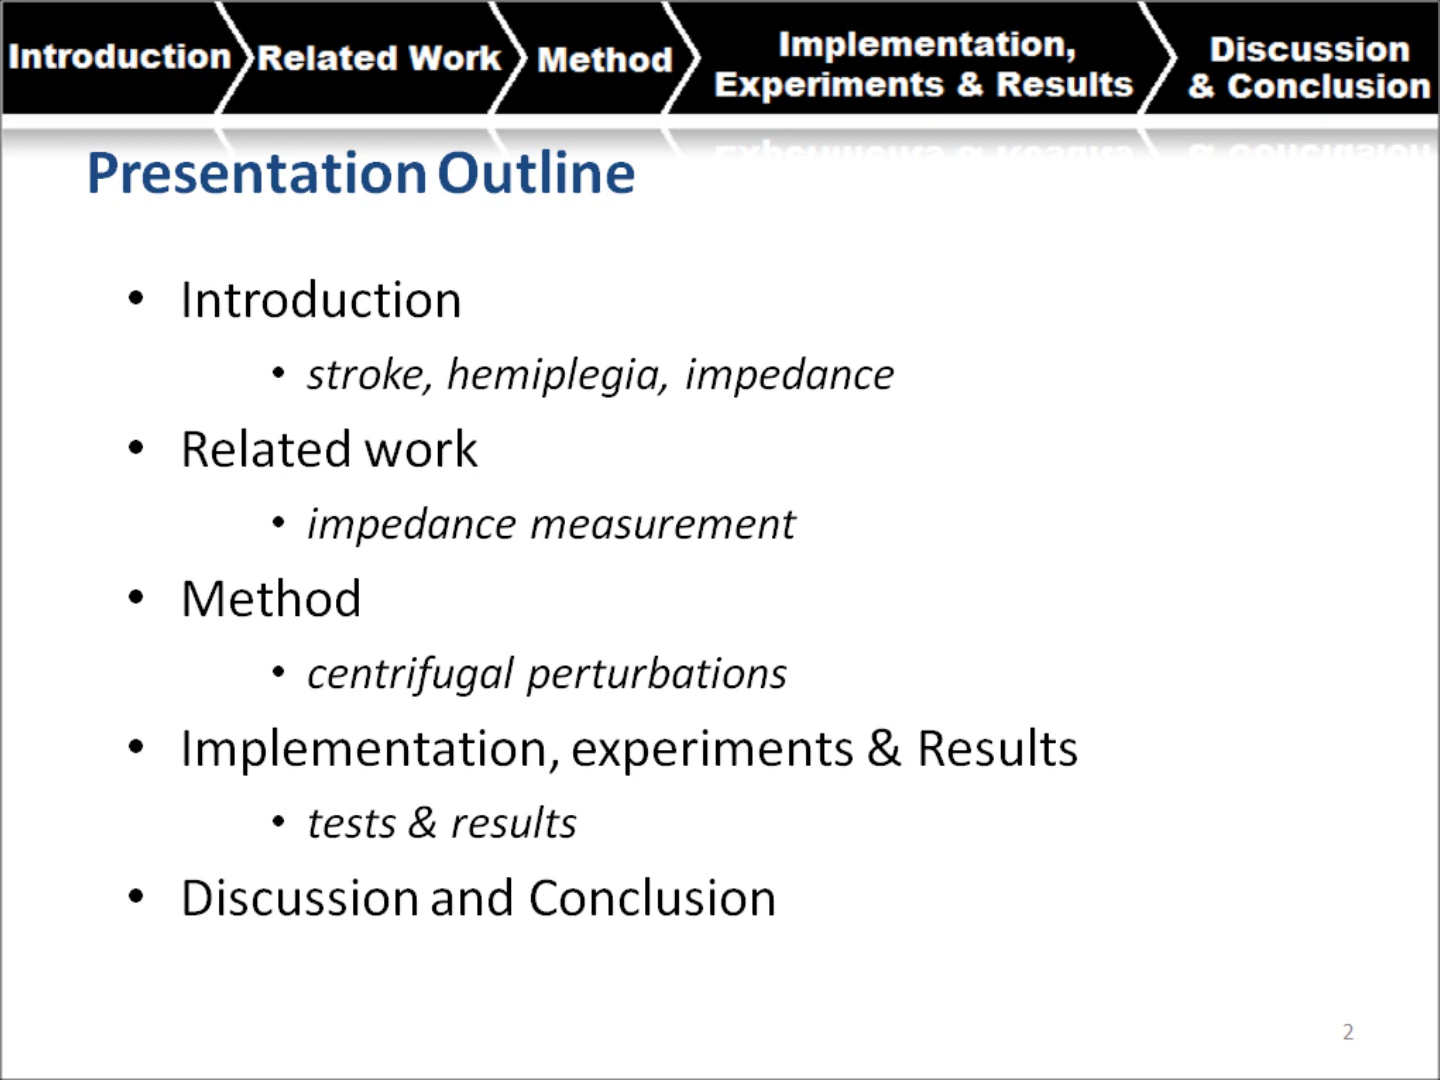 Introduction
Related Work
Method
Implementation,
Experiments & Results
Discussion
& Conclusion
Presentation Outline
• Introduction
• stroke, hemiplegia, impedance
• Related work
• impedance measurement
• Method
• centrifugal perturbations
• Implementation, experiments & Results
• tests & results
• Discussion and Conclusion
2